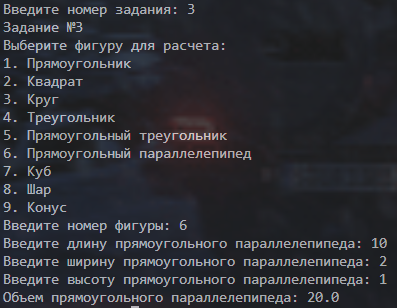 Введите номер задания: 3
Задание №3
Выберите фигуру для расчета:
1. Прямоугольник
2. Квадрат
3. Круг
4. Треугольник
5. Прямоугольный треугольник
6. Прямоугольный параллелепипед
7. Куб
8. Шар
9. Конус
Введите номер фигуры: 6
Введите длину прямоугольного параллелепипеда: 10
Введите ширину прямоугольного параллелепипеда: 2
Введите высоту прямоугольного параллелепипеда: 1
Объем прямоугольного параллелепипеда: 20.0